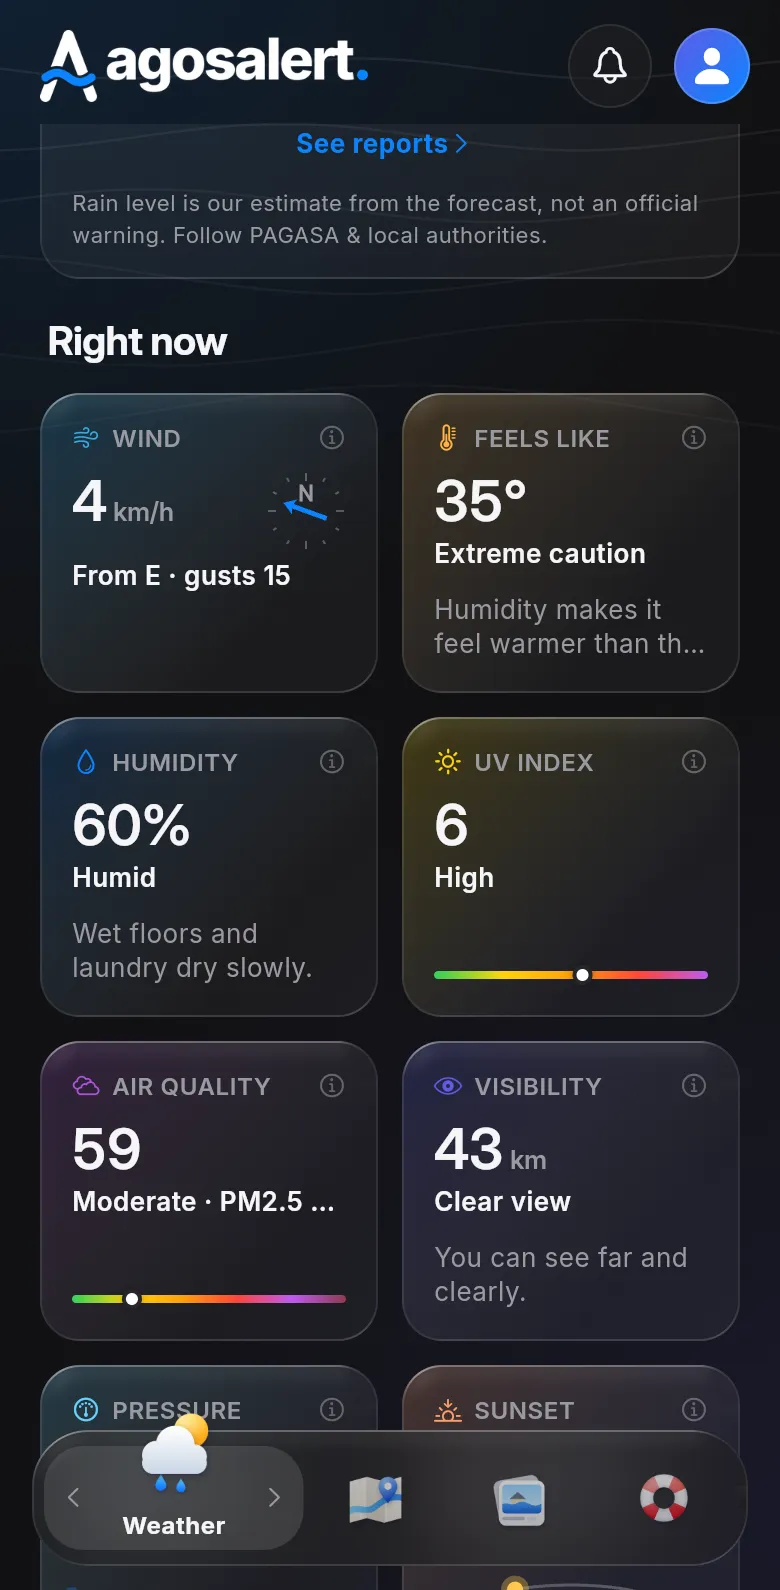 agosalert.
See reports >
Rain level is our estimate from the forecast, not an official
warning. Follow PAGASA & local authorities.
Right now
WIND
4 km/h
N
From E · gusts 15
FEELS LIKE
35°
Extreme caution
Humidity makes it
feel warmer than th...
HUMIDITY
60%
Humid
Wet floors and
laundry dry slowly.
UV INDEX
6
High
AIR QUALITY
59
Moderate · PM2.5 ...
VISIBILITY
43 km
Clear view
You can see far and
clearly.
PRESSURE
SUNSET
Weather